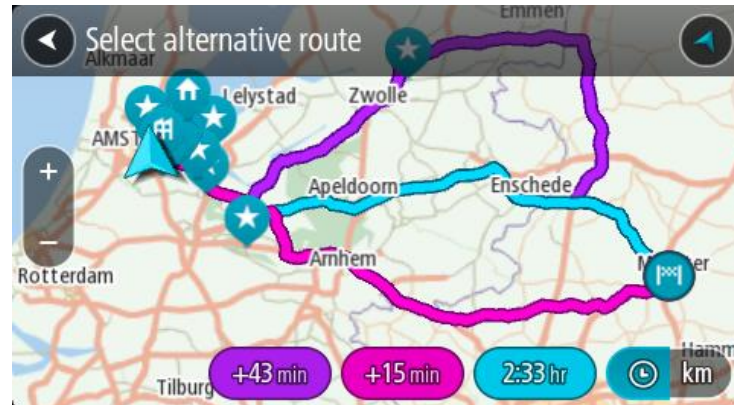 Emmen
Select alternative route
Alkmaar
Lelystad
Zwolle
AMST
+
Apeldoorn
Enschede
−
Arnhem
Rotterdam
Hamm
Tilburg
+43 min
+15 min
2:33 hr
km